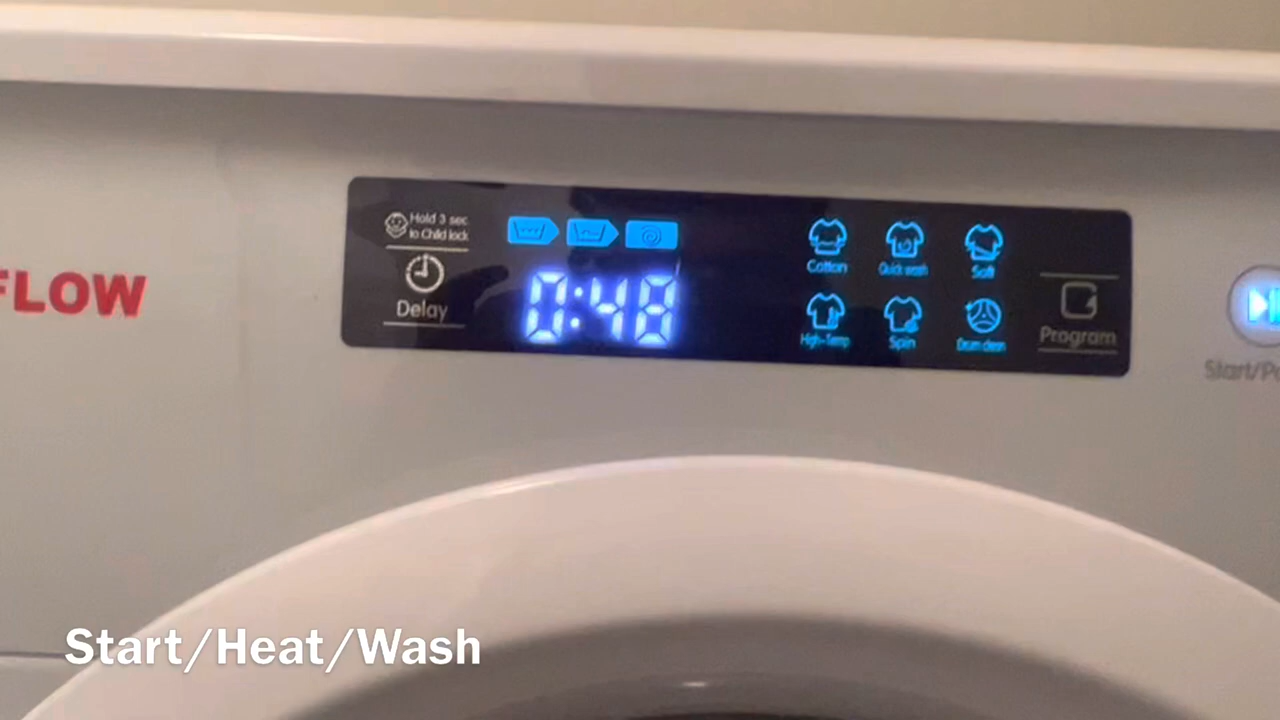 FLOW
Hold 3 sec
to Child lock
Delay
0:48
Cotton
Quick wash
Soft
High-Temp
Spin
Drum clean
Program
Start/Pa
Start/Heat/Wash